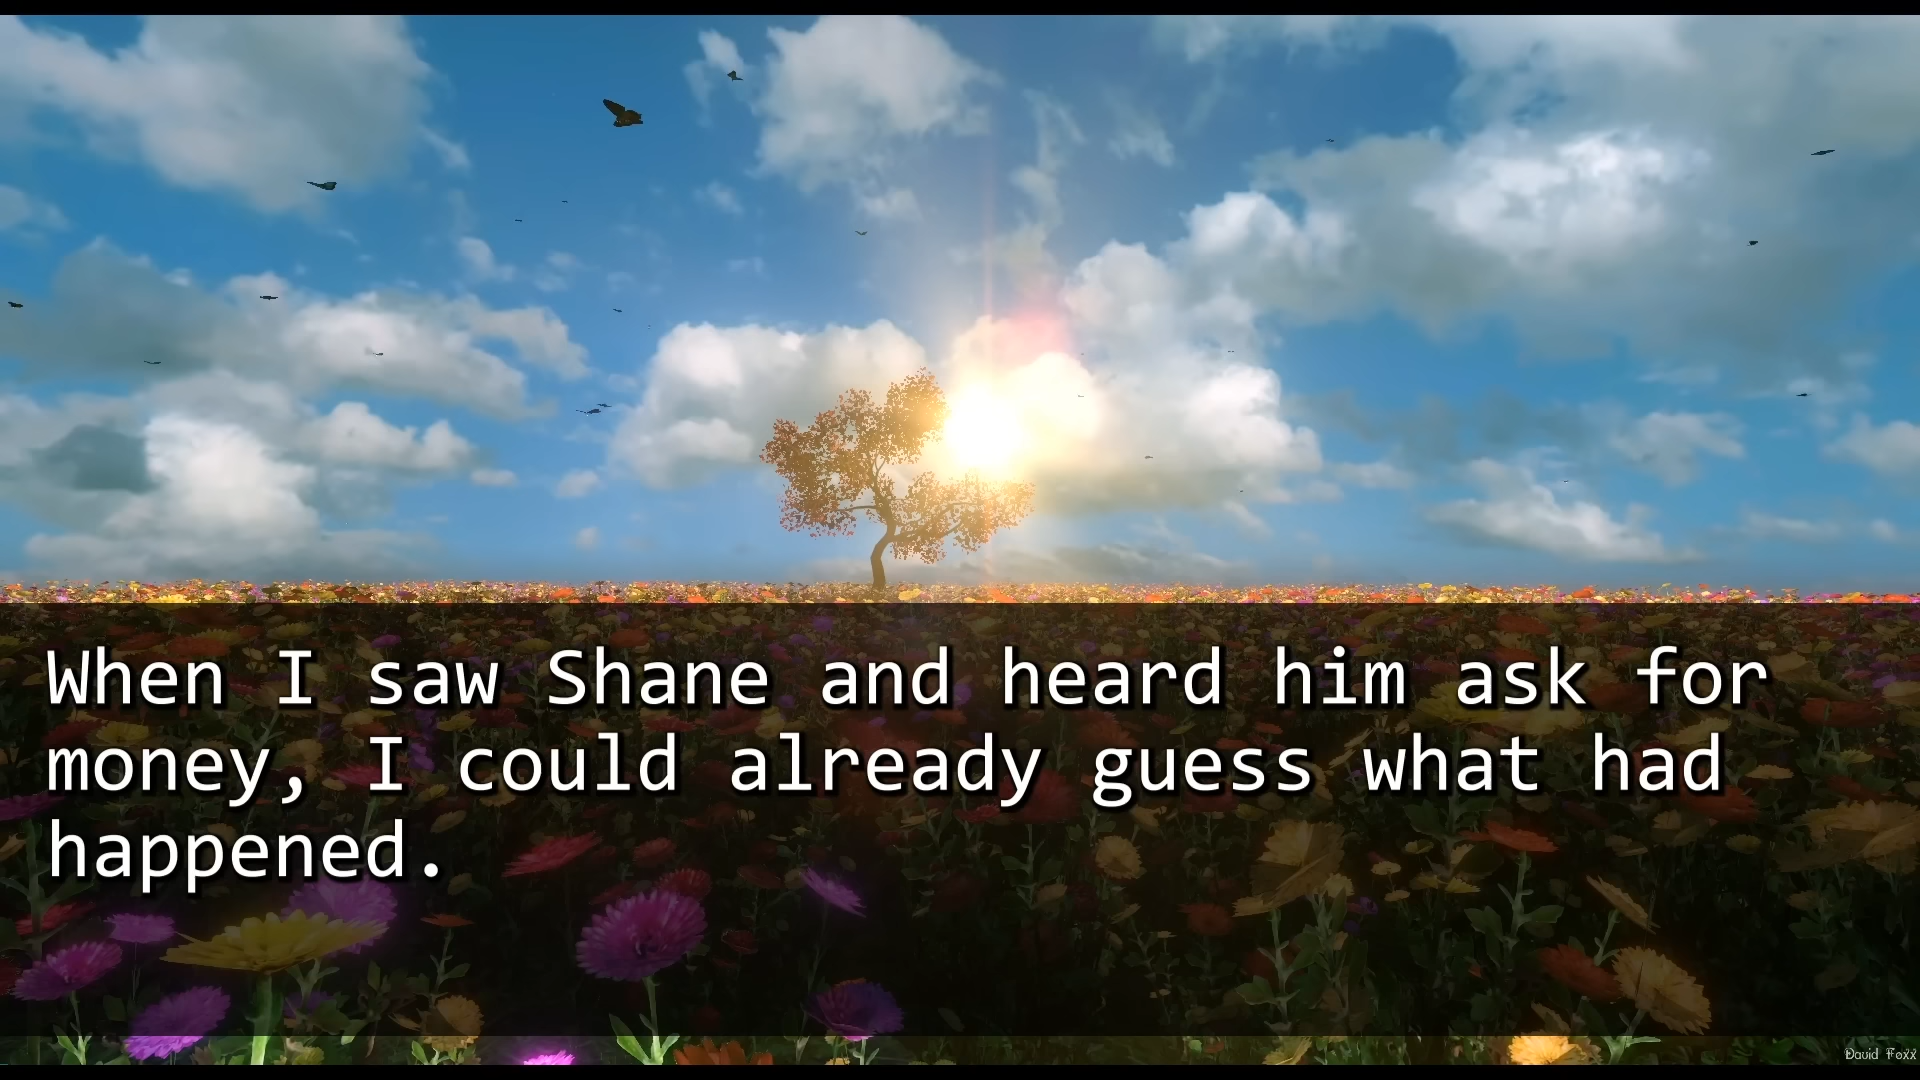 When I saw Shane and heard him ask for
money, I could already guess what had
happened.
David Foxx